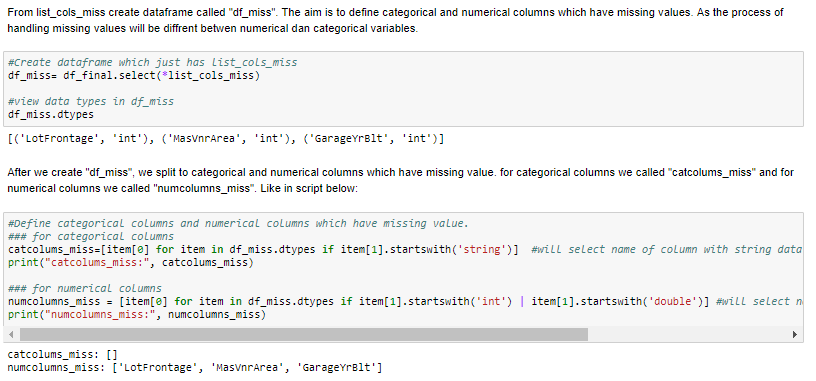 From list_cols_miss create dataframe called "df_miss". The aim is to define categorical and numerical columns which have missing values. As the process of
handling missing values will be diffrent betwen numerical dan categorical variables.
#Create dataframe which just has list_cols_miss
df_miss= df_final.select(*list_cols_miss)
#view data types in df_miss
df_miss.dtypes
[('LotFrontage', 'int'), ('MasVnrArea', 'int'), ('GarageYrBlt', 'int')]
After we create "df_miss", we split to categorical and numerical columns which have missing value. for categorical columns we called "catcolums_miss" and for
numerical columns we called "numcolumns_miss". Like in script below:
#Define categorical columns and numerical columns which have missing value.
### for categorical columns
catcolums_miss=[item[0] for item in df_miss.dtypes if item[1].startswith('string')]  #will select name of column with string data
print("catcolums_miss:", catcolums_miss)
### for numerical columns
numcolumns_miss = [item[0] for item in df_miss.dtypes if item[1].startswith('int') | item[1].startswith('double')] #will select
print("numcolumns_miss:", numcolumns_miss)
catcolums_miss: []
numcolumns_miss: ['LotFrontage', 'MasVnrArea', 'GarageYrBlt']